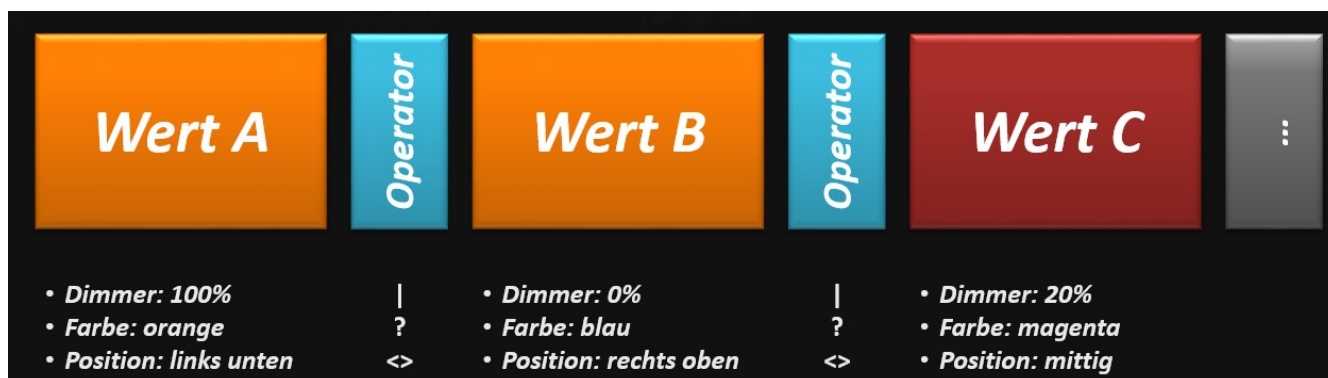 Wert A
Operator
Wert B
Operator
Wert C
...
• Dimmer: 100% | • Dimmer: 0% | • Dimmer: 20%
• Farbe: orange ? • Farbe: blau ? • Farbe: magenta
• Position: links unten <> • Position: rechts oben <> • Position: mittig